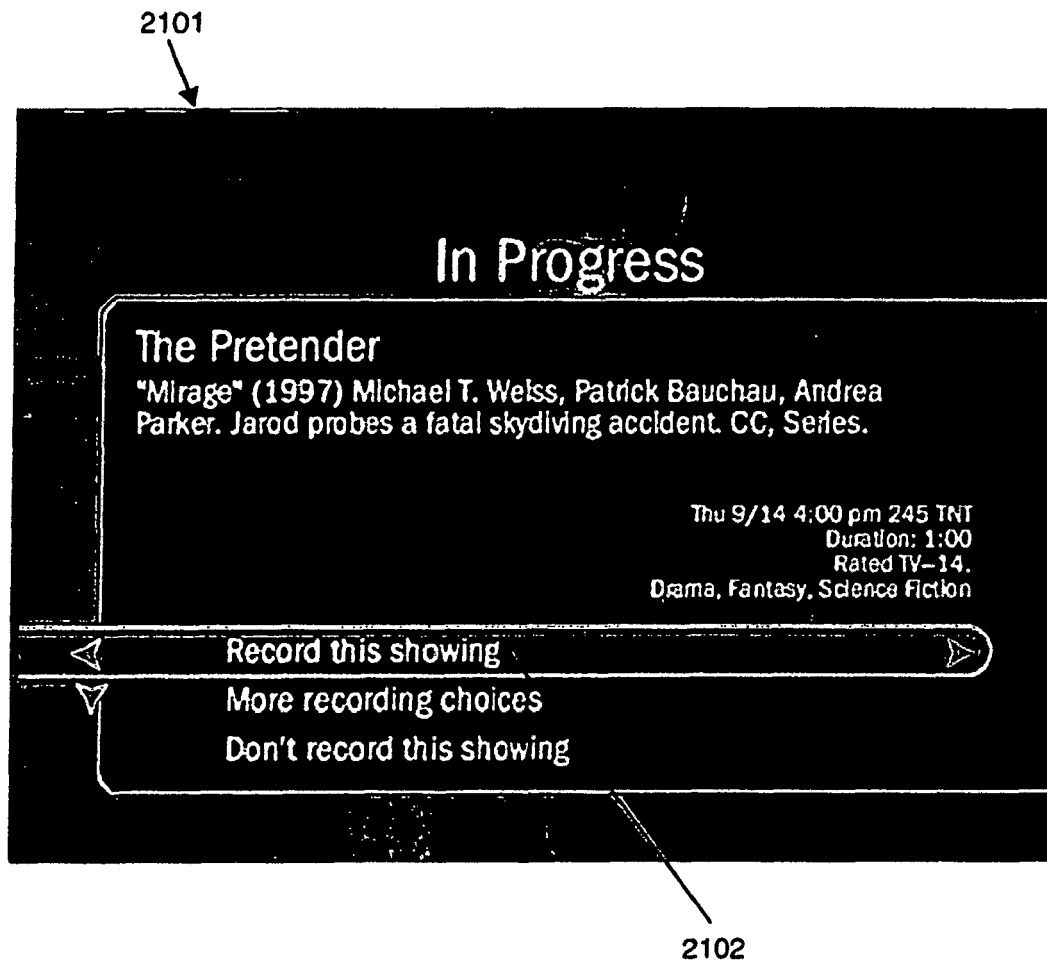 2101
In Progress
The Pretender
"Mirage" (1997) Michael T. Weiss, Patrick Bauchau, Andrea
Parker. Jarod probes a fatal skydiving accident. CC, Series.
Thu 9/14 4:00 pm 245 TNT
Duration: 1:00
Rated TV-14.
Drama, Fantasy, Science Fiction
Record this showing
More recording choices
Don't record this showing
2102